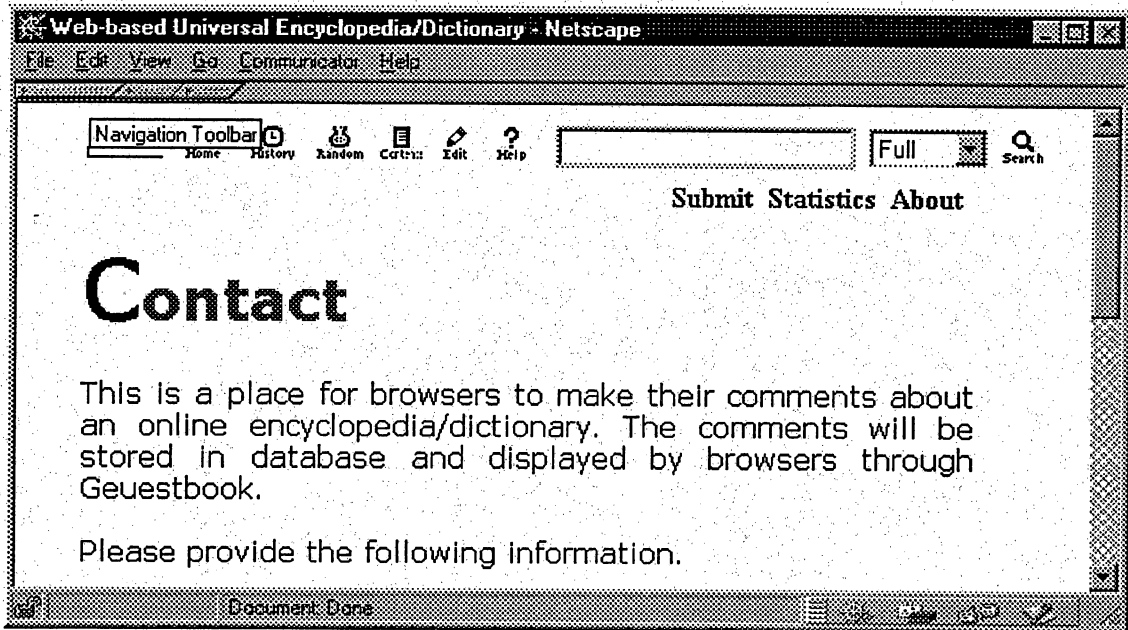 Web-based Universal Encyclopedia/Dictionary - Netscape
File Edit View Go Communicator Help
Navigation Toolbar
Home History Random Edit Help Full Search
Submit Statistics About
Contact
This is a place for browsers to make their comments about
an online encyclopedia/dictionary. The comments will be
stored in database and displayed by browsers through
Geuestbook.
Please provide the following information.
Document: Done